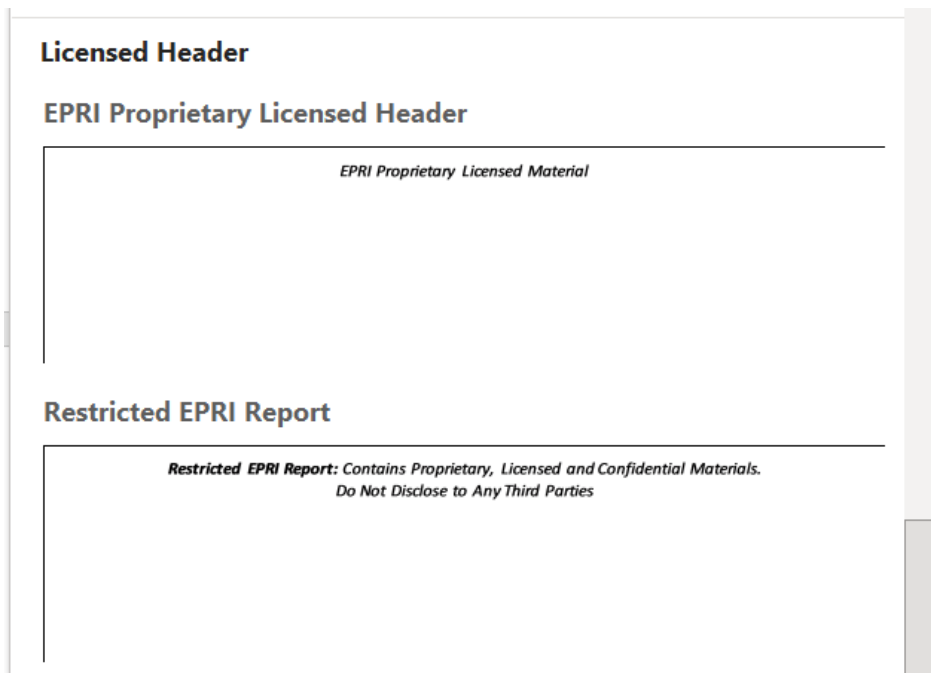 Licensed Header
EPRI Proprietary Licensed Header
EPRI Proprietary Licensed Material
Restricted EPRI Report
Restricted EPRI Report: Contains Proprietary, Licensed and Confidential Materials.
Do Not Disclose to Any Third Parties